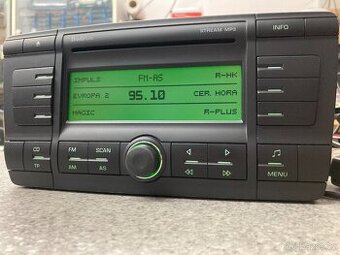 STREAM MP3
INFO
IMPULS FM-AS R-HK
EVROPA 2 95.10 CER. HORA
MAGIC R-PLUS
CD FM SCAN
TP AM AS MENU